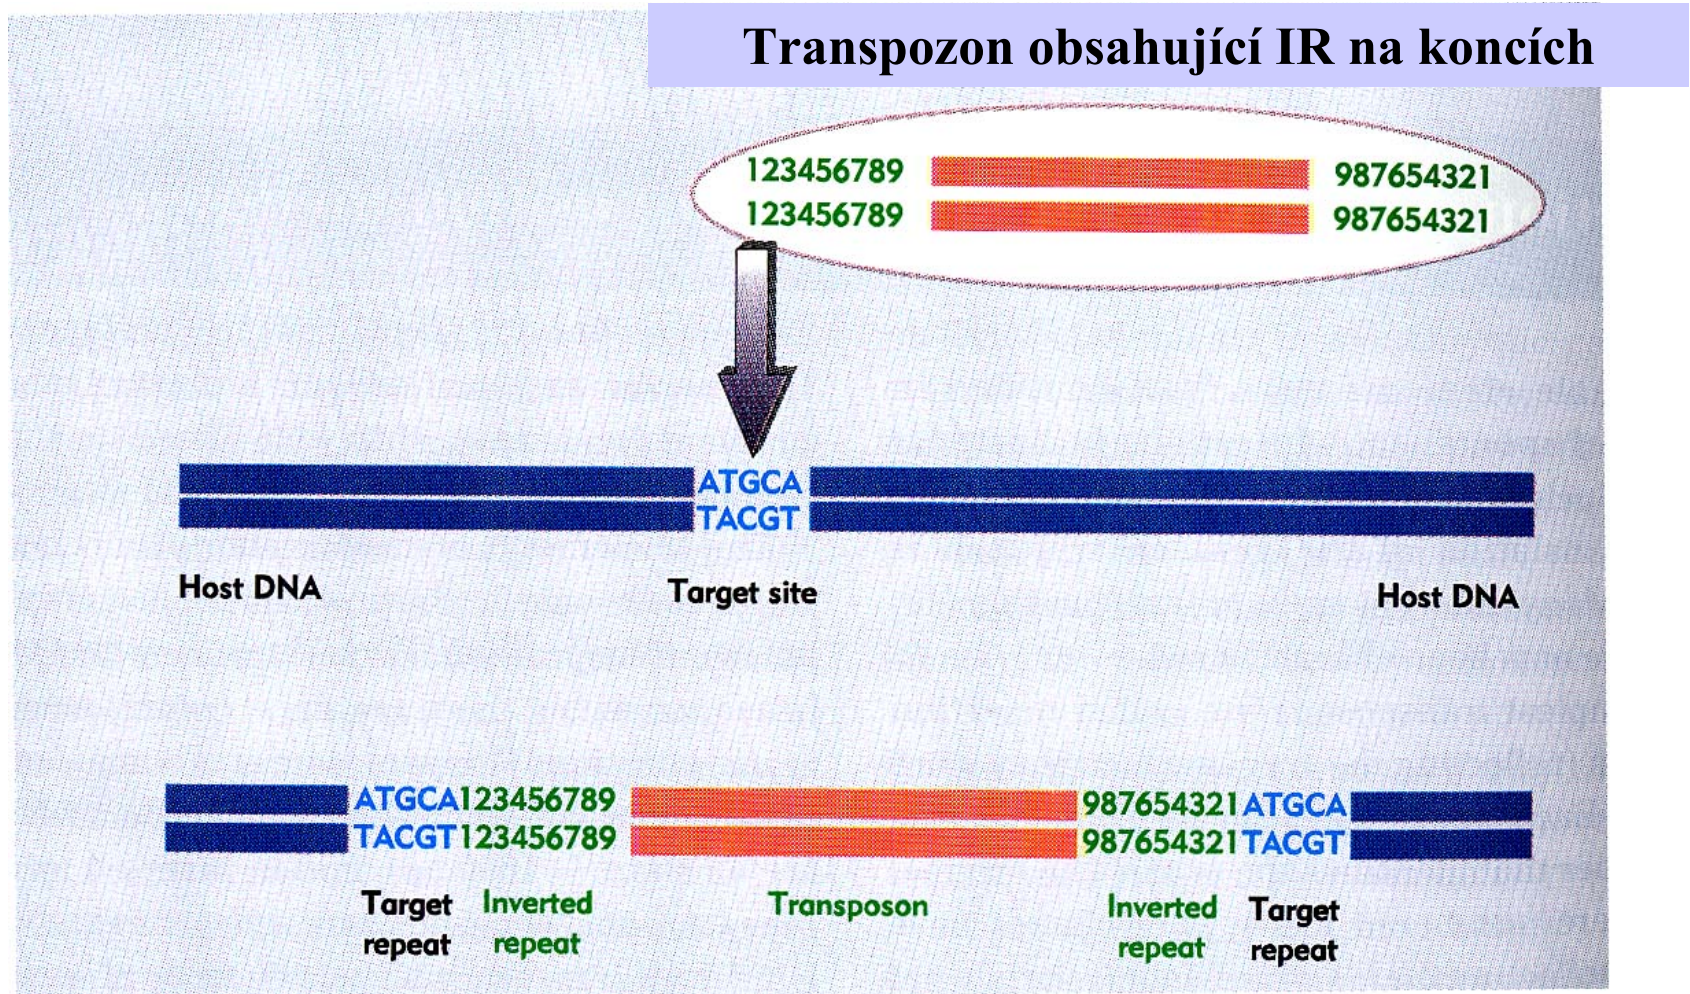 Transpozon obsahující IR na koncích
123456789 987654321
123456789 987654321
ATGCA
TACGT
Host DNA Target site Host DNA
ATGCA123456789 987654321ATGCA
TACGT123456789 987654321TACGT
Target repeat Inverted repeat Transposon Inverted repeat Target repeat